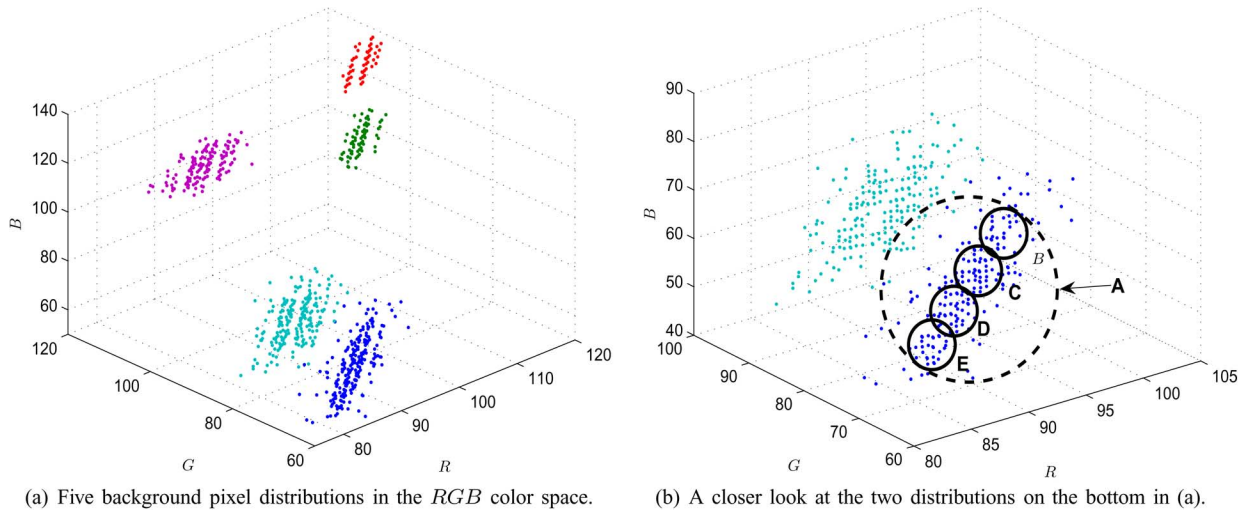 140
120
100
80
60
B
120
100
80
60
G
80
90
100
110
120
R
(a) Five background pixel distributions in the RGB color space.
90
80
70
60
50
40
B
100
90
80
70
60
G
80
85
90
95
100
105
R
B
C
D
E
A
(b) A closer look at the two distributions on the bottom in (a).